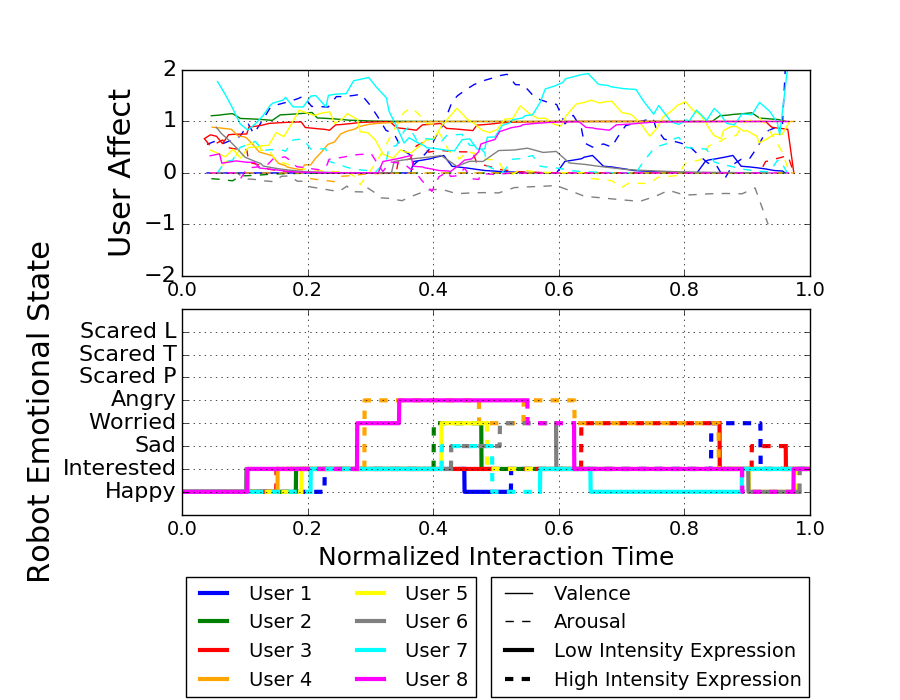 2
1
0
−1
−2
User Affect
0.0 0.2 0.4 0.6 0.8 1.0
Robot Emotional State
Scared L
Scared T
Scared P
Angry
Worried
Sad
Interested
Happy
0.0 0.2 0.4 0.6 0.8 1.0
Normalized Interaction Time
User 1 User 5
User 2 User 6
User 3 User 7
User 4 User 8
Valence
Arousal
Low Intensity Expression
High Intensity Expression